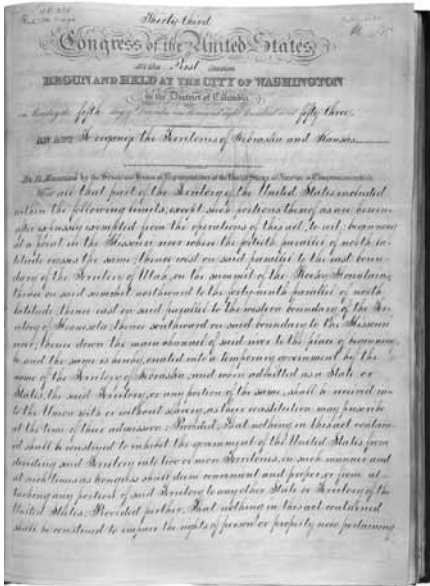 Thirty-third
Congress of the United States,
At the First Session
BEGUN AND HELD AT THE CITY OF WASHINGTON
in the District of Columbia
on Monday the fifth day of December one thousand eight hundred and fifty three.
AN ACT To organize the Territories of Nebraska and Kansas.
Be it Enacted by the Senate and House of Representatives of the United States of America in Congress assembled,
That all that part of the Territory of the United States included
within the following limits, except such portions thereof as are herein
after expressly exempted from the operations of this act, to wit: beginning
at a point in the Missouri river where the fortieth parallel of north la-
titude crosses the same; thence west on said parallel to the east boun-
dary of the Territory of Utah, on the summit of the Rocky Mountains;
thence on said summit northward to the forty-ninth parallel of north
latitude; thence east on said parallel to the western boundary of the Ter-
ritory of Minnesota; thence southward on said boundary to the Missouri
river; thence down the main channel of said river to the place of beginning,
be, and the same is hereby, created into a temporary government by the
name of the Territory of Nebraska; and when admitted as a State or
States, the said Territory, or any portion of the same, shall be received in-
to the Union with or without slavery, as their constitution may prescribe
at the time of their admission: Provided, That nothing in this act contain-
ed shall be construed to inhibit the government of the United States from
dividing said Territory into two or more Territories, in such manner and
at such times as Congress shall deem convenient and proper, or from at-
taching any portion of said Territory to any other State or Territory of the
United States: Provided further, That nothing in this act contained
shall be construed to impair the rights of person or property now pertaining